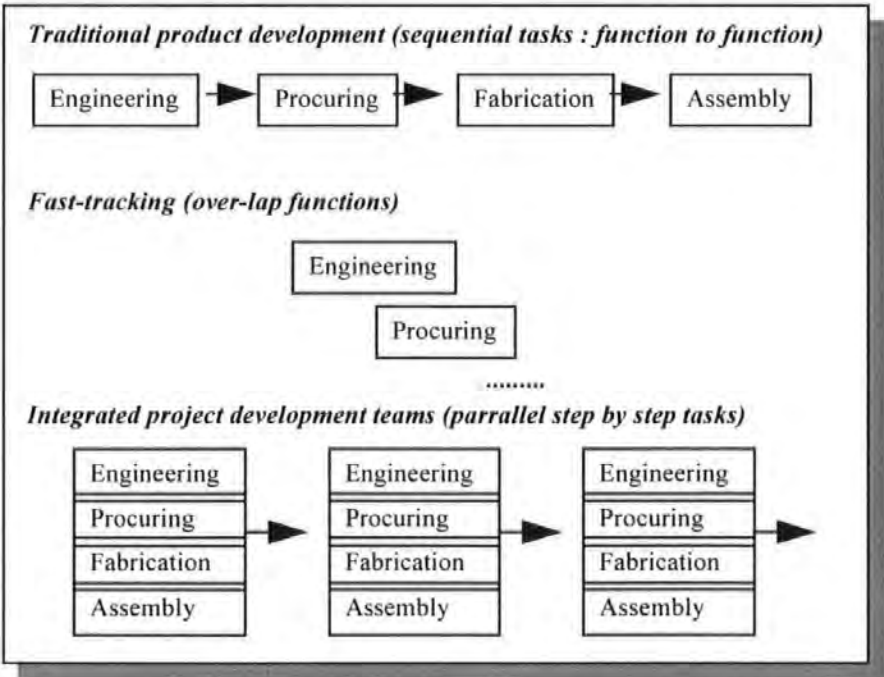 Traditional product development (sequential tasks : function to function)
Engineering Procuring Fabrication Assembly
Fast-tracking (over-lap functions)
Engineering
Procuring
.........
Integrated project development teams (parrallel step by step tasks)
Engineering Engineering Engineering
Procuring Procuring Procuring
Fabrication Fabrication Fabrication
Assembly Assembly Assembly